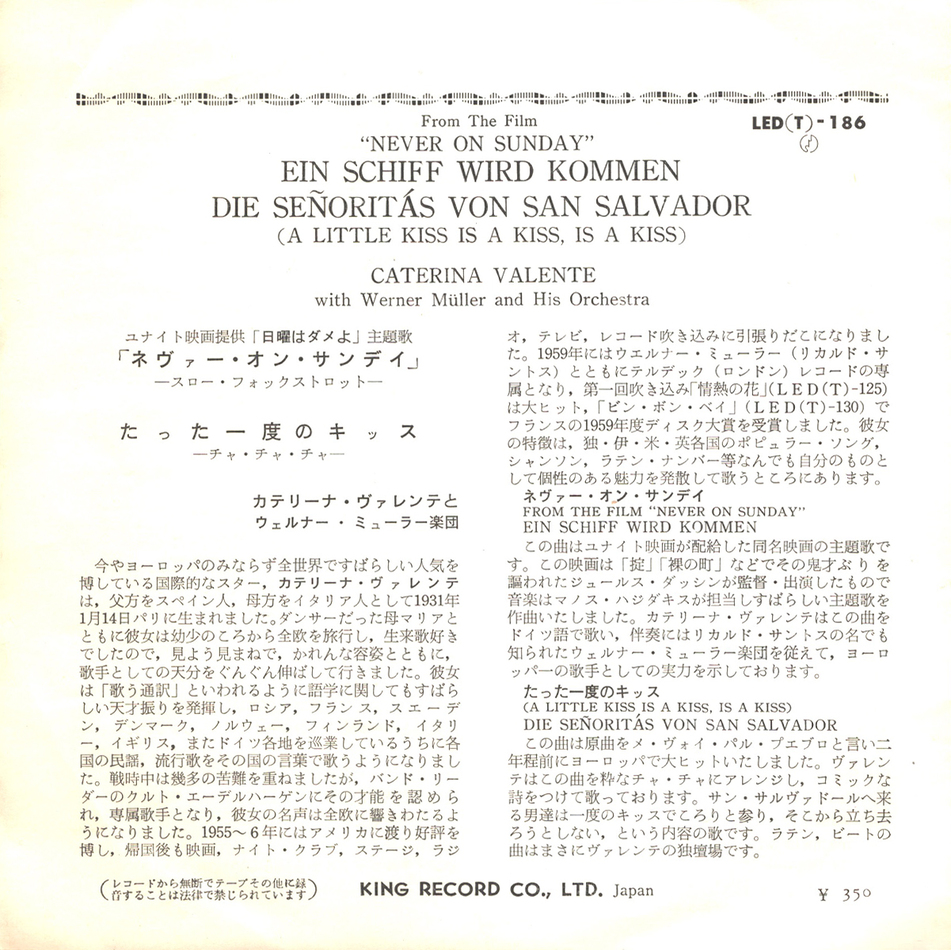 From The Film
LED(T)-186
“NEVER ON SUNDAY”
EIN SCHIFF WIRD KOMMEN
DIE SEÑORITÁS VON SAN SALVADOR
(A LITTLE KISS IS A KISS, IS A KISS)
CATERINA VALENTE
with Werner Müller and His Orchestra
ユナイト映画提供「日曜はダメよ」主題歌
「ネヴァー・オン・サンデイ」
―スロー・フォックストロット―
たった一度のキッス
―チャ・チャ・チャ―
カテリーナ・ヴァレンテと
ウェルナー・ミューラー楽団
今やヨーロッパのみならず全世界ですばらしい人気を
博している国際的なスター，カテリーナ・ヴァレンテ
は，父方をスペイン人，母方をイタリア人として1931年
1月14日パリに生まれました。ダンサーだった母マリアと
ともに彼女は幼少のころから全欧を旅行し，生来歌好き
でしたので，見よう見まねで，かれんな容姿とともに，
歌手としての天分をぐんぐん伸ばして行きました。彼女
は「歌う通訳」といわれるように語学に関してもすばら
しい天才振りを発揮し，ロシア，フランス，スエーデ
ン，デンマーク，ノルウェー，フィンランド，イタリ
ー，イギリス，またドイツ各地を巡業しているうちに各
国の民謡，流行歌をその国の言葉で歌うようになりまし
た。戦時中は幾多の苦難を重ねましたが，バンド・リー
ダーのクルト・エーデルハーゲンにその才能を認めら
れ，専属歌手となり，彼女の名声は全欧に響きわたるよ
うになりました。1955〜6年にはアメリカに渡り好評を
博し，帰国後も映画，ナイト・クラブ，ステージ，ラジ
オ，テレビ，レコード吹き込みに引張りだこになりまし
た。1959年にはウエルナー・ミューラー（リカルド・サ
ントス）とともにテルデック（ロンドン）レコードの専
属となり，第一回吹き込み「情熱の花」(LED(T)-125)
は大ヒット，「ビン・ボン・ベイ」(LED(T)-130）で
フランスの1959年度ディスク大賞を受賞しました。彼女
の特徴は，独・伊・米・英各国のポピュラー・ソング，
シャンソン，ラテン・ナンバー等なんでも自分のものと
して個性のある魅力を発散して歌うところにあります。
ネヴァー・オン・サンデイ
FROM THE FILM “NEVER ON SUNDAY”
EIN SCHIFF WIRD KOMMEN
この曲はユナイト映画が配給した同名映画の主題歌で
す。この映画は「掟」「裸の町」などでその鬼才ぶりを
謳われたジュールス・ダッシンが監督・出演したもので
音楽はマノス・ハジダキスが担当しすばらしい主題歌を
作曲いたしました。カテリーナ・ヴァレンテはこの曲を
ドイツ語で歌い，伴奏にはリカルド・サントスの名でも
知られたウェルナー・ミューラー楽団を従えて，ヨーロ
ッパ一の歌手としての実力を示しております。
たった一度のキッス
(A LITTLE KISS IS A KISS, IS A KISS)
DIE SEÑORITÁS VON SAN SALVADOR
この曲は原曲をメ・ヴォイ・パル・プエブロと言い二
年程前にヨーロッパで大ヒットいたしました。ヴァレン
テはこの曲を粋なチャ・チャにアレンジし，コミックな
詩をつけて歌っております。サン・サルヴァドールへ来
る男達は一度のキッスでころりと参り，そこから立ち去
ろうとしない，という内容の歌です。ラテン，ビートの
曲はまさにヴァレンテの独壇場です。
（レコードから無断でテープその他に録
音することは法律で禁じられています）
KING RECORD CO., LTD. Japan
¥ 350